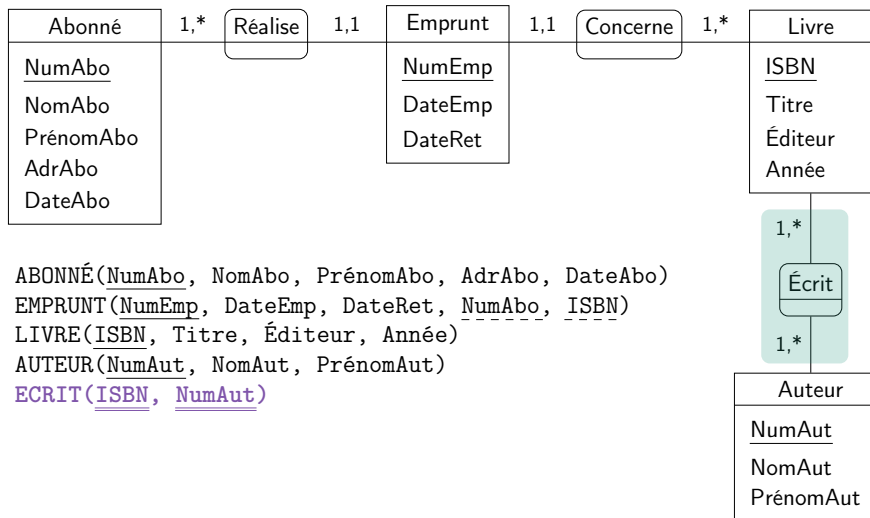 Abonné 1,* Réalise 1,1 Emprunt 1,1 Concerne 1,* Livre
NumAbo
NomAbo
PrénomAbo
AdrAbo
DateAbo
NumEmp
DateEmp
DateRet
ISBN
Titre
Éditeur
Année
1,*
Écrit
1,*
Auteur
NumAut
NomAut
PrénomAut
ABONNÉ(NumAbo, NomAbo, PrénomAbo, AdrAbo, DateAbo)
EMPRUNT(NumEmp, DateEmp, DateRet, NumAbo, ISBN)
LIVRE(ISBN, Titre, Éditeur, Année)
AUTEUR(NumAut, NomAut, PrénomAut)
ECRIT(ISBN, NumAut)